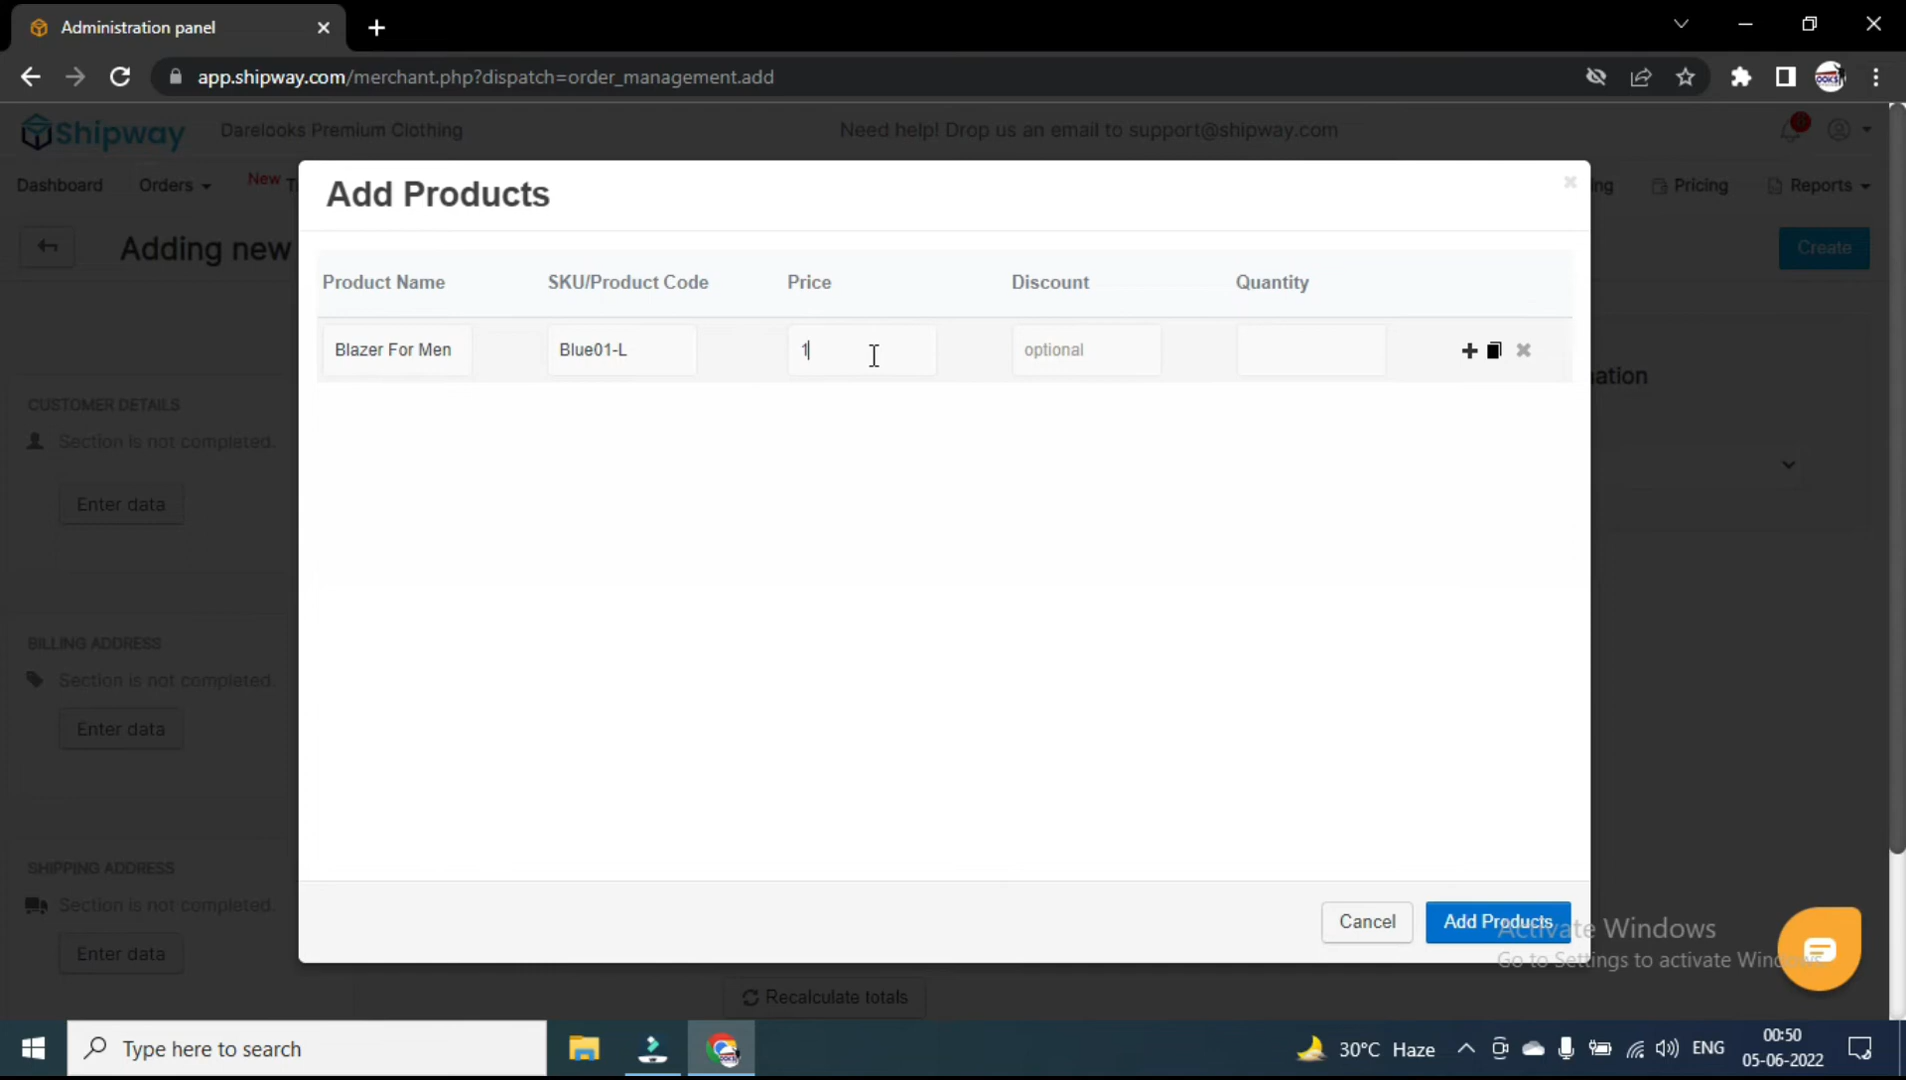 Administration panel
app.shipway.com/merchant.php?dispatch=order_management.add
Shipway
Darelooks Premium Clothing
Need help! Drop us an email to support@shipway.com
Dashboard
Orders
New
Pricing
Reports
Adding new
Create
Add Products
Product Name
SKU/Product Code
Price
Discount
Quantity
Blazer For Men
Blue01-L
1
optional
CUSTOMER DETAILS
Section is not completed.
Enter data
BILLING ADDRESS
Section is not completed.
Enter data
SHIPPING ADDRESS
Section is not completed.
Enter data
Cancel
Add Products
Activate Windows
Go to Settings to activate Windows.
Recalculate totals
Type here to search
30°C Haze
ENG
00:50
05-06-2022